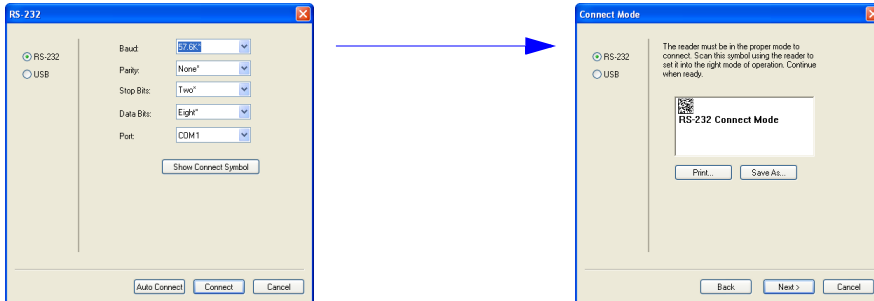 RS-232
RS-232
USB
Baud: 57.6K*
Parity: None*
Stop Bits: Two*
Data Bits: Eight*
Port: COM1
Show Connect Symbol
Auto Connect Connect Cancel
Connect Mode
RS-232
USB
The reader must be in the proper mode to
connect. Scan this symbol using the reader to
set it into the right mode of operation. Continue
when ready.
RS-232 Connect Mode
Print... Save As...
Back Next > Cancel